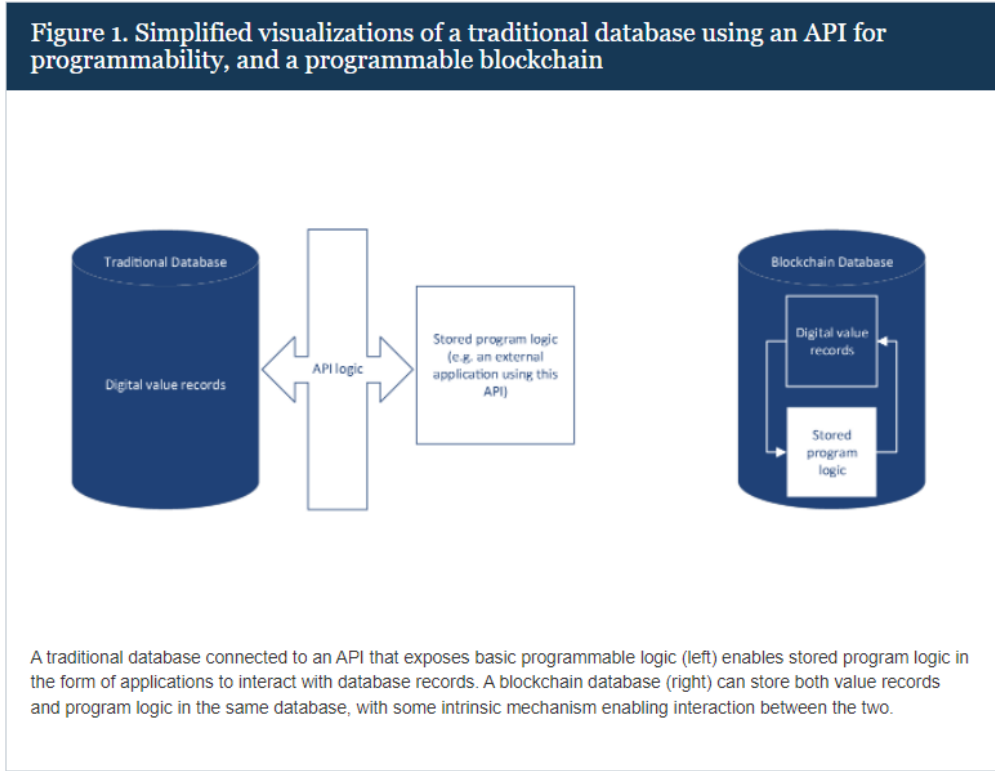 Figure 1. Simplified visualizations of a traditional database using an API for
programmability, and a programmable blockchain
Traditional Database
Digital value records
API logic
Stored program logic
(e.g. an external
application using this
API)
Blockchain Database
Digital value
records
Stored
program
logic
A traditional database connected to an API that exposes basic programmable logic (left) enables stored program logic in
the form of applications to interact with database records. A blockchain database (right) can store both value records
and program logic in the same database, with some intrinsic mechanism enabling interaction between the two.